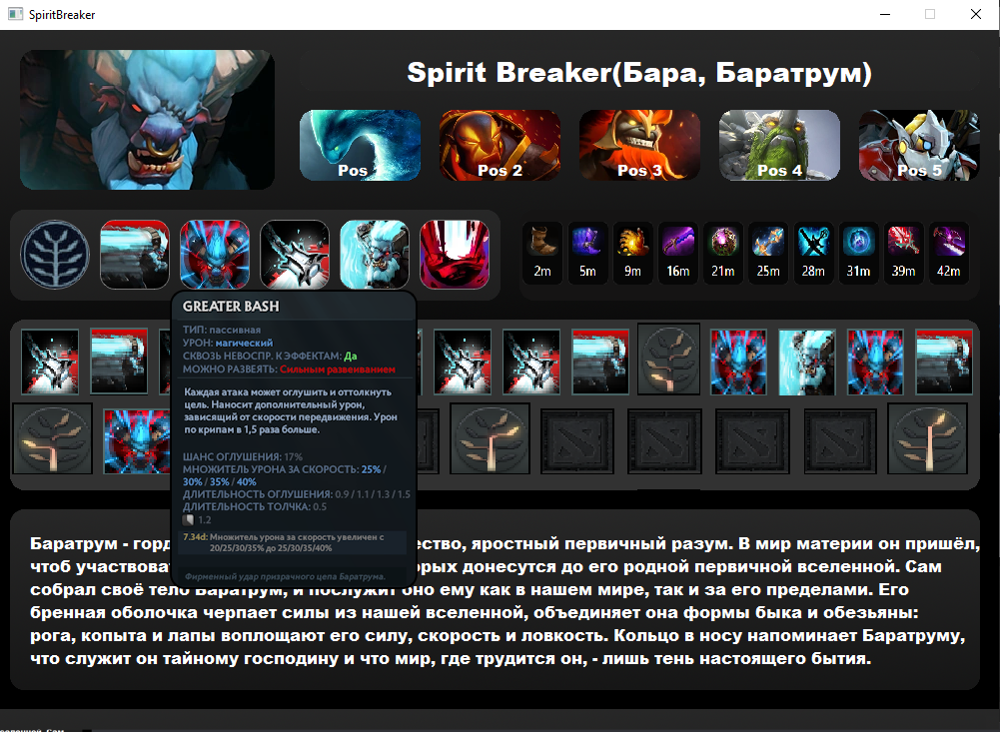 SpiritBreaker
Spirit Breaker(Бара, Баратрум)
Pos
Pos 2
Pos 3
Pos 4
Pos 5
2m
5m
9m
16m
21m
25m
28m
31m
39m
42m
GREATER BASH
ТИП: пассивная
УРОН: магический
СКВОЗЬ НЕВОСПР. К ЭФФЕКТАМ: Да
МОЖНО РАЗВЕЯТЬ: Сильным развеиванием
Каждая атака может оглушить и оттолкнуть
цель. Наносит дополнительный урон,
зависящий от скорости передвижения. Урон
по крипам в 1,5 раза больше.
ШАНС ОГЛУШЕНИЯ: 17%
МНОЖИТЕЛЬ УРОНА ЗА СКОРОСТЬ: 25% /
30% / 35% / 40%
ДЛИТЕЛЬНОСТЬ ОГЛУШЕНИЯ: 0.9 / 1.1 / 1.3 / 1.5
ДЛИТЕЛЬНОСТЬ ТОЛЧКА: 0.5
1.2
7.34d: Множитель урона за скорость увеличен с
20/25/30/35% до 25/30/35/40%
Фирменный удар призрачного цепа Баратрума.
Баратрум - горд ество, яростный первичный разум. В мир материи он пришёл,
чтоб участвова орых донесутся до его родной первичной вселенной. Сам
собрал своё тело Баратрум, и послужит оно ему как в нашем мире, так и за его пределами. Его
бренная оболочка черпает силы из нашей вселенной, объединяет она формы быка и обезьяны:
рога, копыта и лапы воплощают его силу, скорость и ловкость. Кольцо в носу напоминает Баратруму,
что служит он тайному господину и что мир, где трудится он, - лишь тень настоящего бытия.